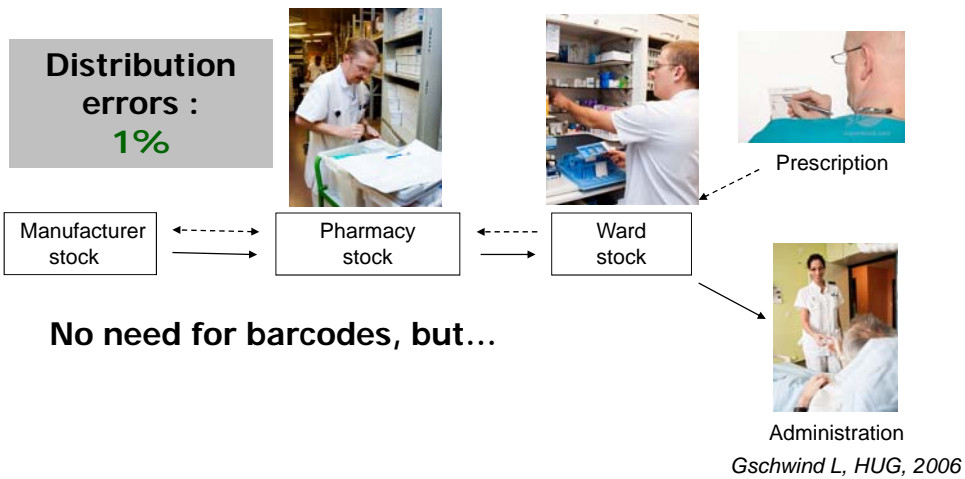 Distribution
errors :
1%
Prescription
Manufacturer
stock
Pharmacy
stock
Ward
stock
No need for barcodes, but...
Administration
Gschwind L, HUG, 2006